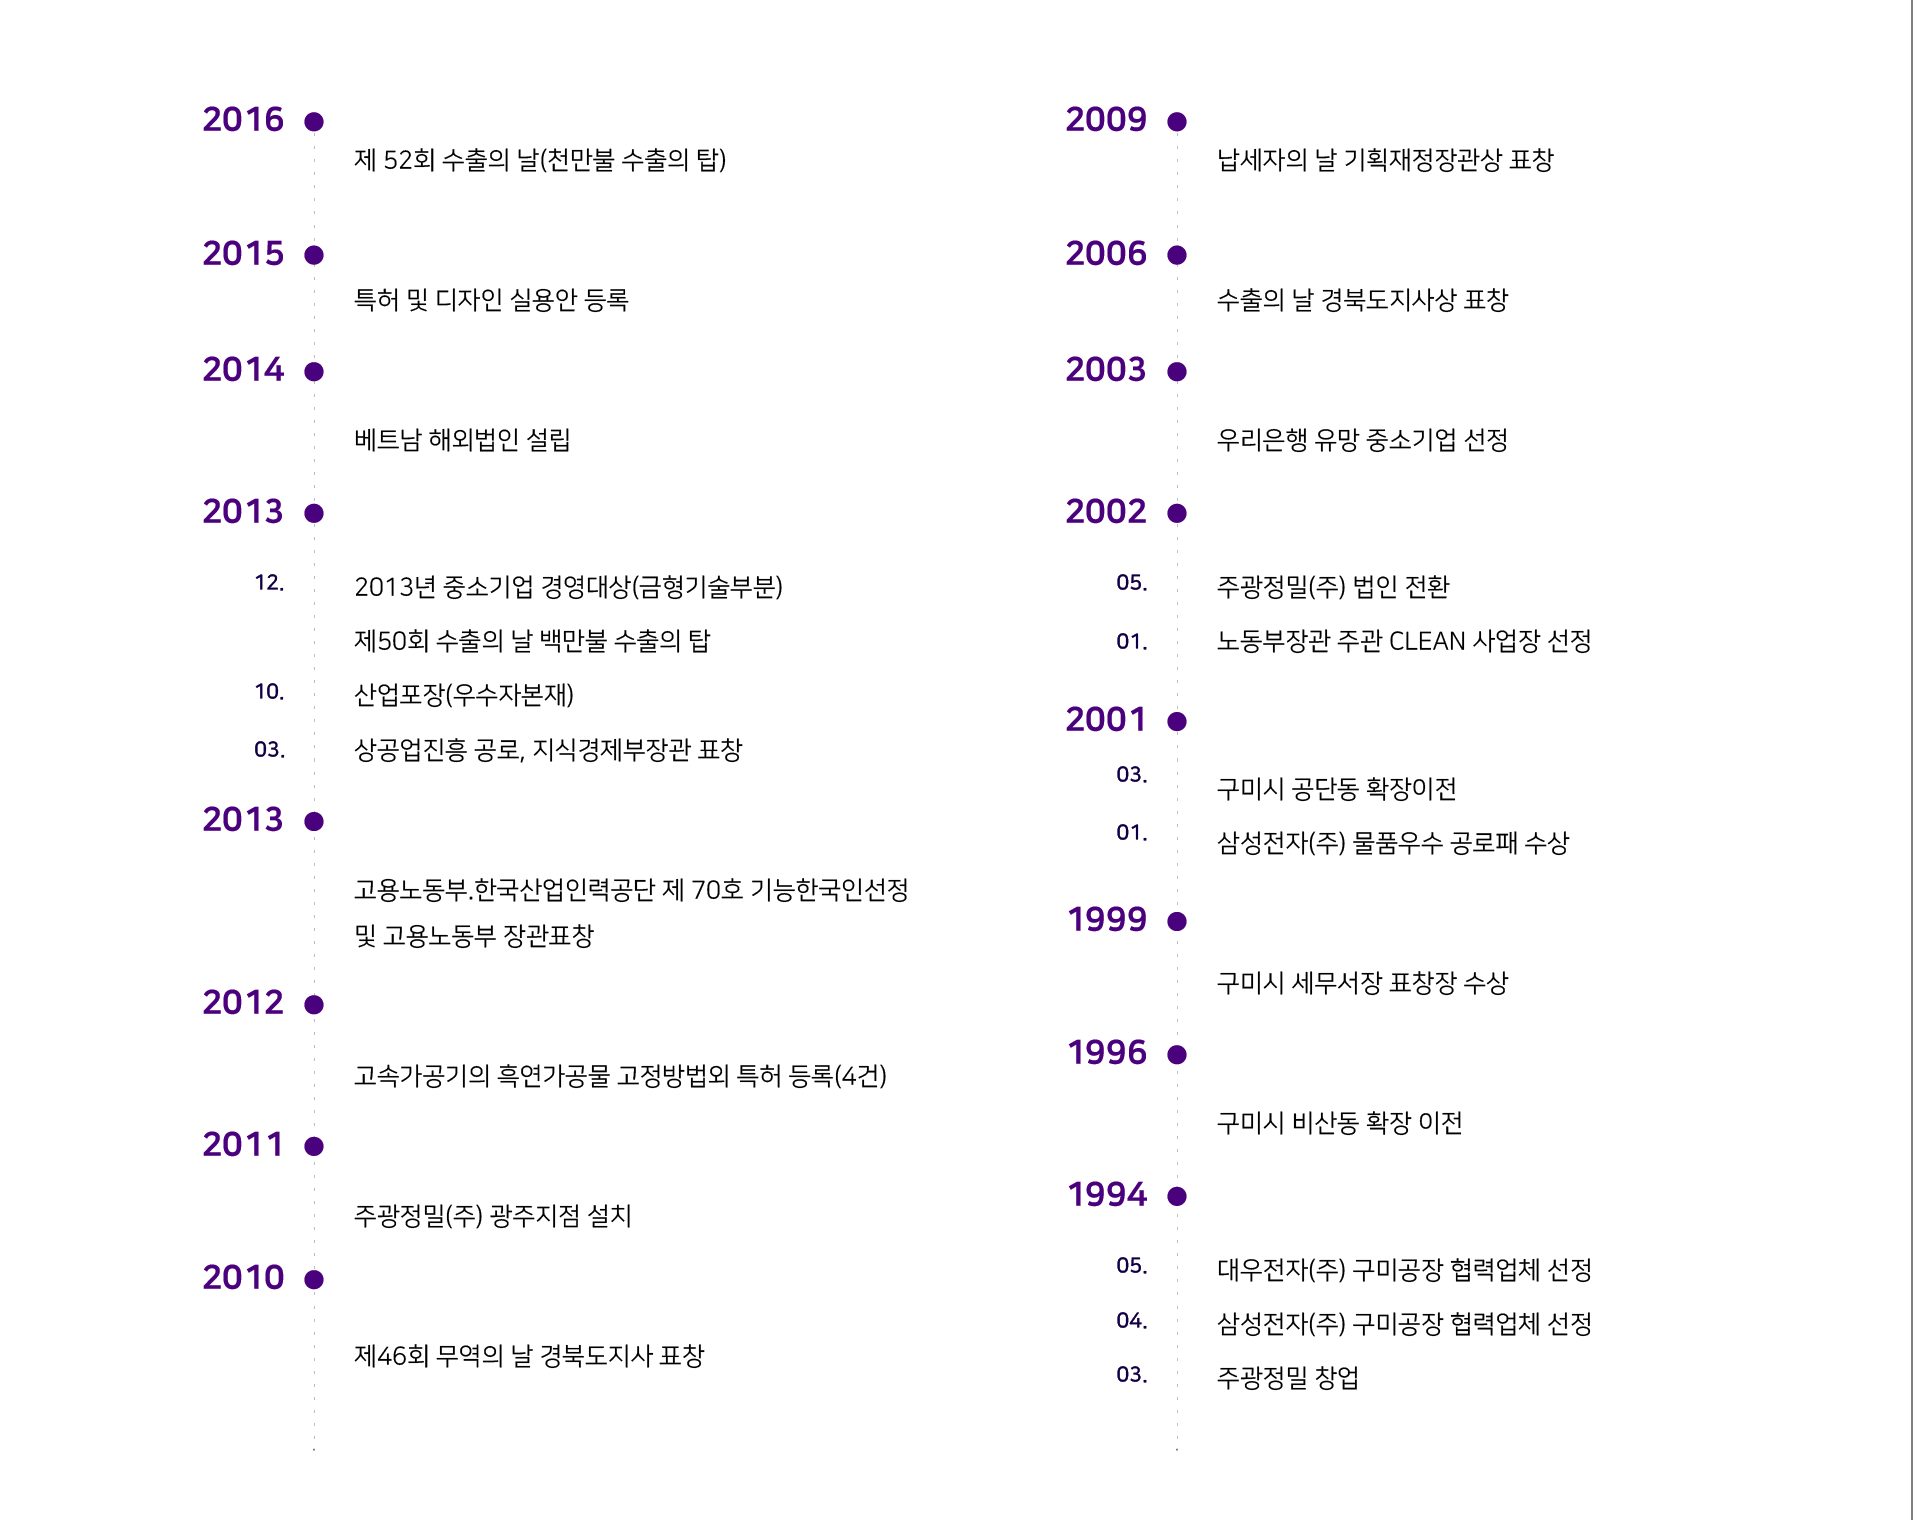 2016
제 52회 수출의 날(천만불 수출의 탑)
2015
특허 및 디자인 실용안 등록
2014
베트남 해외법인 설립
2013
12. 2013년 중소기업 경영대상(금형기술부분)
제50회 수출의 날 백만불 수출의 탑
10. 산업포장(우수자본재)
03. 상공업진흥 공로, 지식경제부장관 표창
2013
고용노동부.한국산업인력공단 제 70호 기능한국인선정
및 고용노동부 장관표창
2012
고속가공기의 흑연가공물 고정방법외 특허 등록(4건)
2011
주광정밀(주) 광주지점 설치
2010
제46회 무역의 날 경북도지사 표창
2009
납세자의 날 기획재정장관상 표창
2006
수출의 날 경북도지사상 표창
2003
우리은행 유망 중소기업 선정
2002
05. 주광정밀(주) 법인 전환
01. 노동부장관 주관 CLEAN 사업장 선정
2001
03. 구미시 공단동 확장이전
01. 삼성전자(주) 물품우수 공로패 수상
1999
구미시 세무서장 표창장 수상
1996
구미시 비산동 확장 이전
1994
05. 대우전자(주) 구미공장 협력업체 선정
04. 삼성전자(주) 구미공장 협력업체 선정
03. 주광정밀 창업